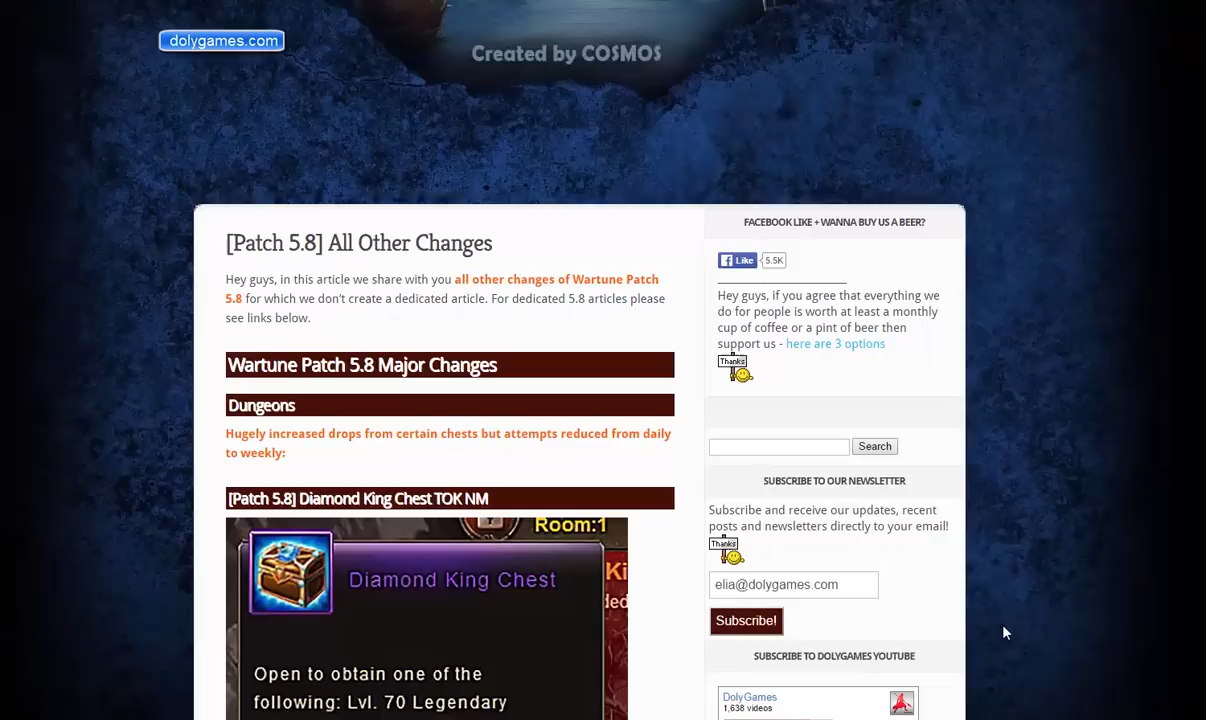 dolygames.com
Created by COSMOS
[Patch 5.8] All Other Changes
Hey guys, in this article we share with you all other changes of Wartune Patch
5.8 for which we don't create a dedicated article. For dedicated 5.8 articles please
see links below.
Wartune Patch 5.8 Major Changes
Dungeons
Hugely increased drops from certain chests but attempts reduced from daily
to weekly:
[Patch 5.8] Diamond King Chest TOK NM
Room:1
Diamond King Chest
Ki
ded
Open to obtain one of the
following: Lvl. 70 Legendary
FACEBOOK LIKE + WANNA BUY US A BEER?
Like 5.5K
Hey guys, if you agree that everything we
do for people is worth at least a monthly
cup of coffee or a pint of beer then
support us - here are 3 options
Thanks
Search
SUBSCRIBE TO OUR NEWSLETTER
Subscribe and receive our updates, recent
posts and newsletters directly to your email!
Thanks
elia@dolygames.com
Subscribe!
SUBSCRIBE TO DOLYGAMES YOUTUBE
DolyGames
1,638 videos